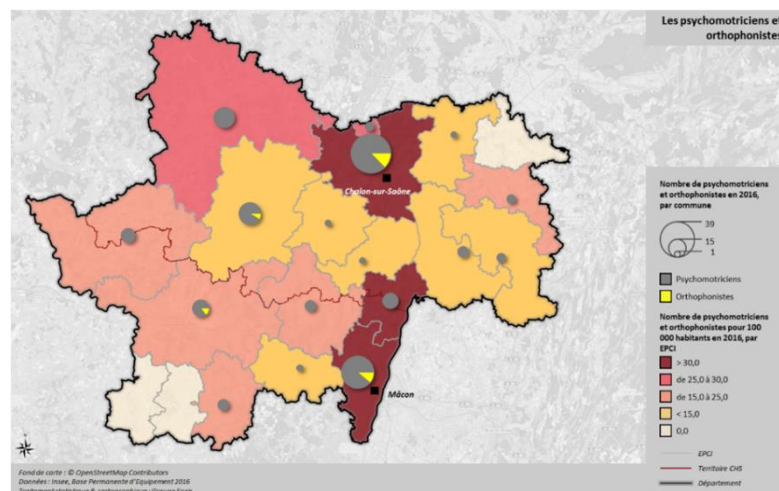 Les psychomotriciens et
orthophonistes
Chalon-sur-Saône
Mâcon
Nombre de psychomotriciens
et orthophonistes en 2016,
par commune
39
15
1
Psychomotriciens
Orthophonistes
Nombre de psychomotriciens
et orthophonistes pour 100
000 habitants en 2016, par
EPCI
> 30,0
de 25,0 à 30,0
de 15,0 à 25,0
< 15,0
0,0
EPCI
Territoire CHS
Département
Fond de carte : © OpenStreetMap Contributors
Données : Insee, Base Permanente d'Equipement 2016